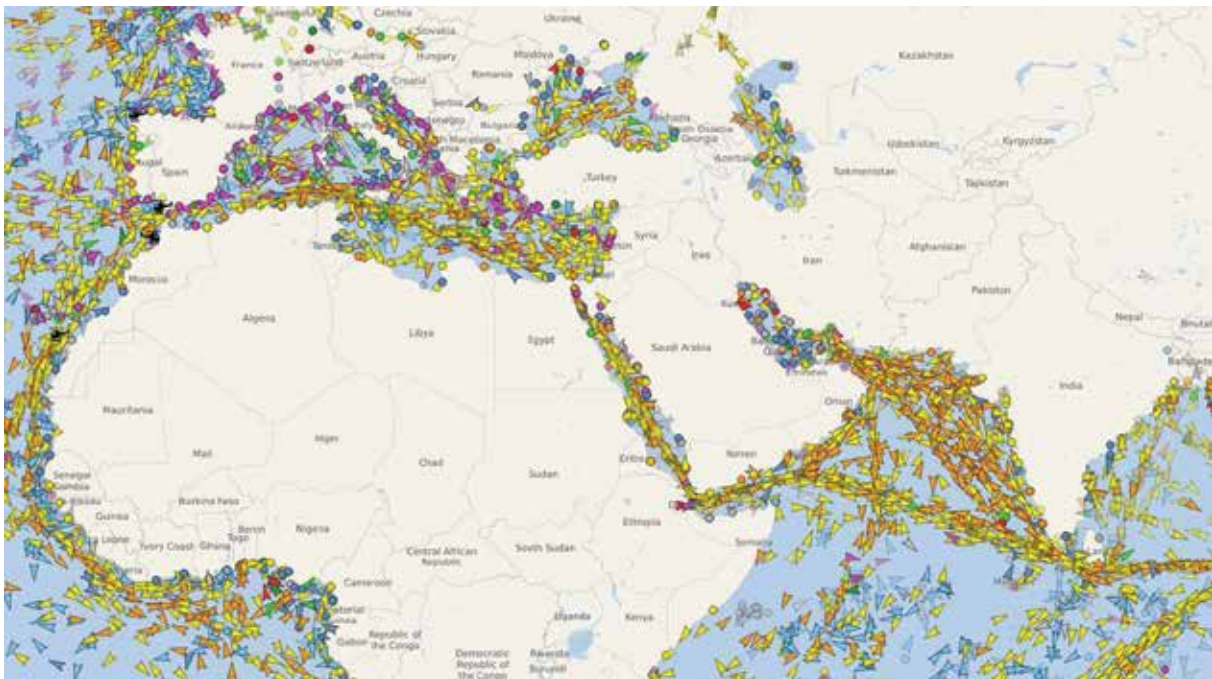 Czechia
Ukraine
Slovakia
Kazakhstan
Austria
Hungary
Moldova
France
Switzerland
Romania
Croatia
Serbia
Uzbekistan
Kyrgyzstan
Georgia
Spain
Turkey
Turkmenistan
Tajikistan
Syria
Afghanistan
Iraq
Iran
Morocco
Pakistan
Algeria
Libya
Egypt
Nepal
Saudi Arabia
India
Mauritania
Oman
Mali
Niger
Chad
Sudan
Yemen
Senegal
Gambia
Burkina Faso
Guinea
Benin
Nigeria
Ethiopia
Togo
Ivory Coast
Ghana
Central African
Republic
South Sudan
Somalia
Cameroon
Uganda
Kenya
Gabon
Republic of
the Congo
Democratic
Republic of
the Congo
Rwanda
Burundi